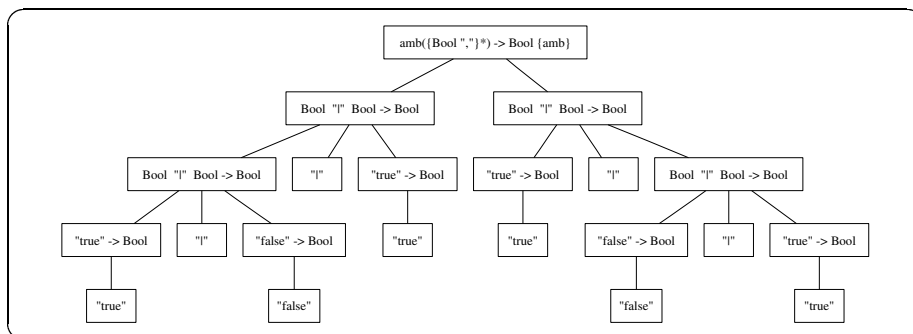 amb({Bool ","}*) -> Bool {amb}
Bool "|" Bool -> Bool
Bool "|" Bool -> Bool
Bool "|" Bool -> Bool
"|"
"true" -> Bool
"true" -> Bool
"|"
Bool "|" Bool -> Bool
"true" -> Bool
"|"
"false" -> Bool
"true"
"true"
"false" -> Bool
"|"
"true" -> Bool
"true"
"false"
"false"
"true"